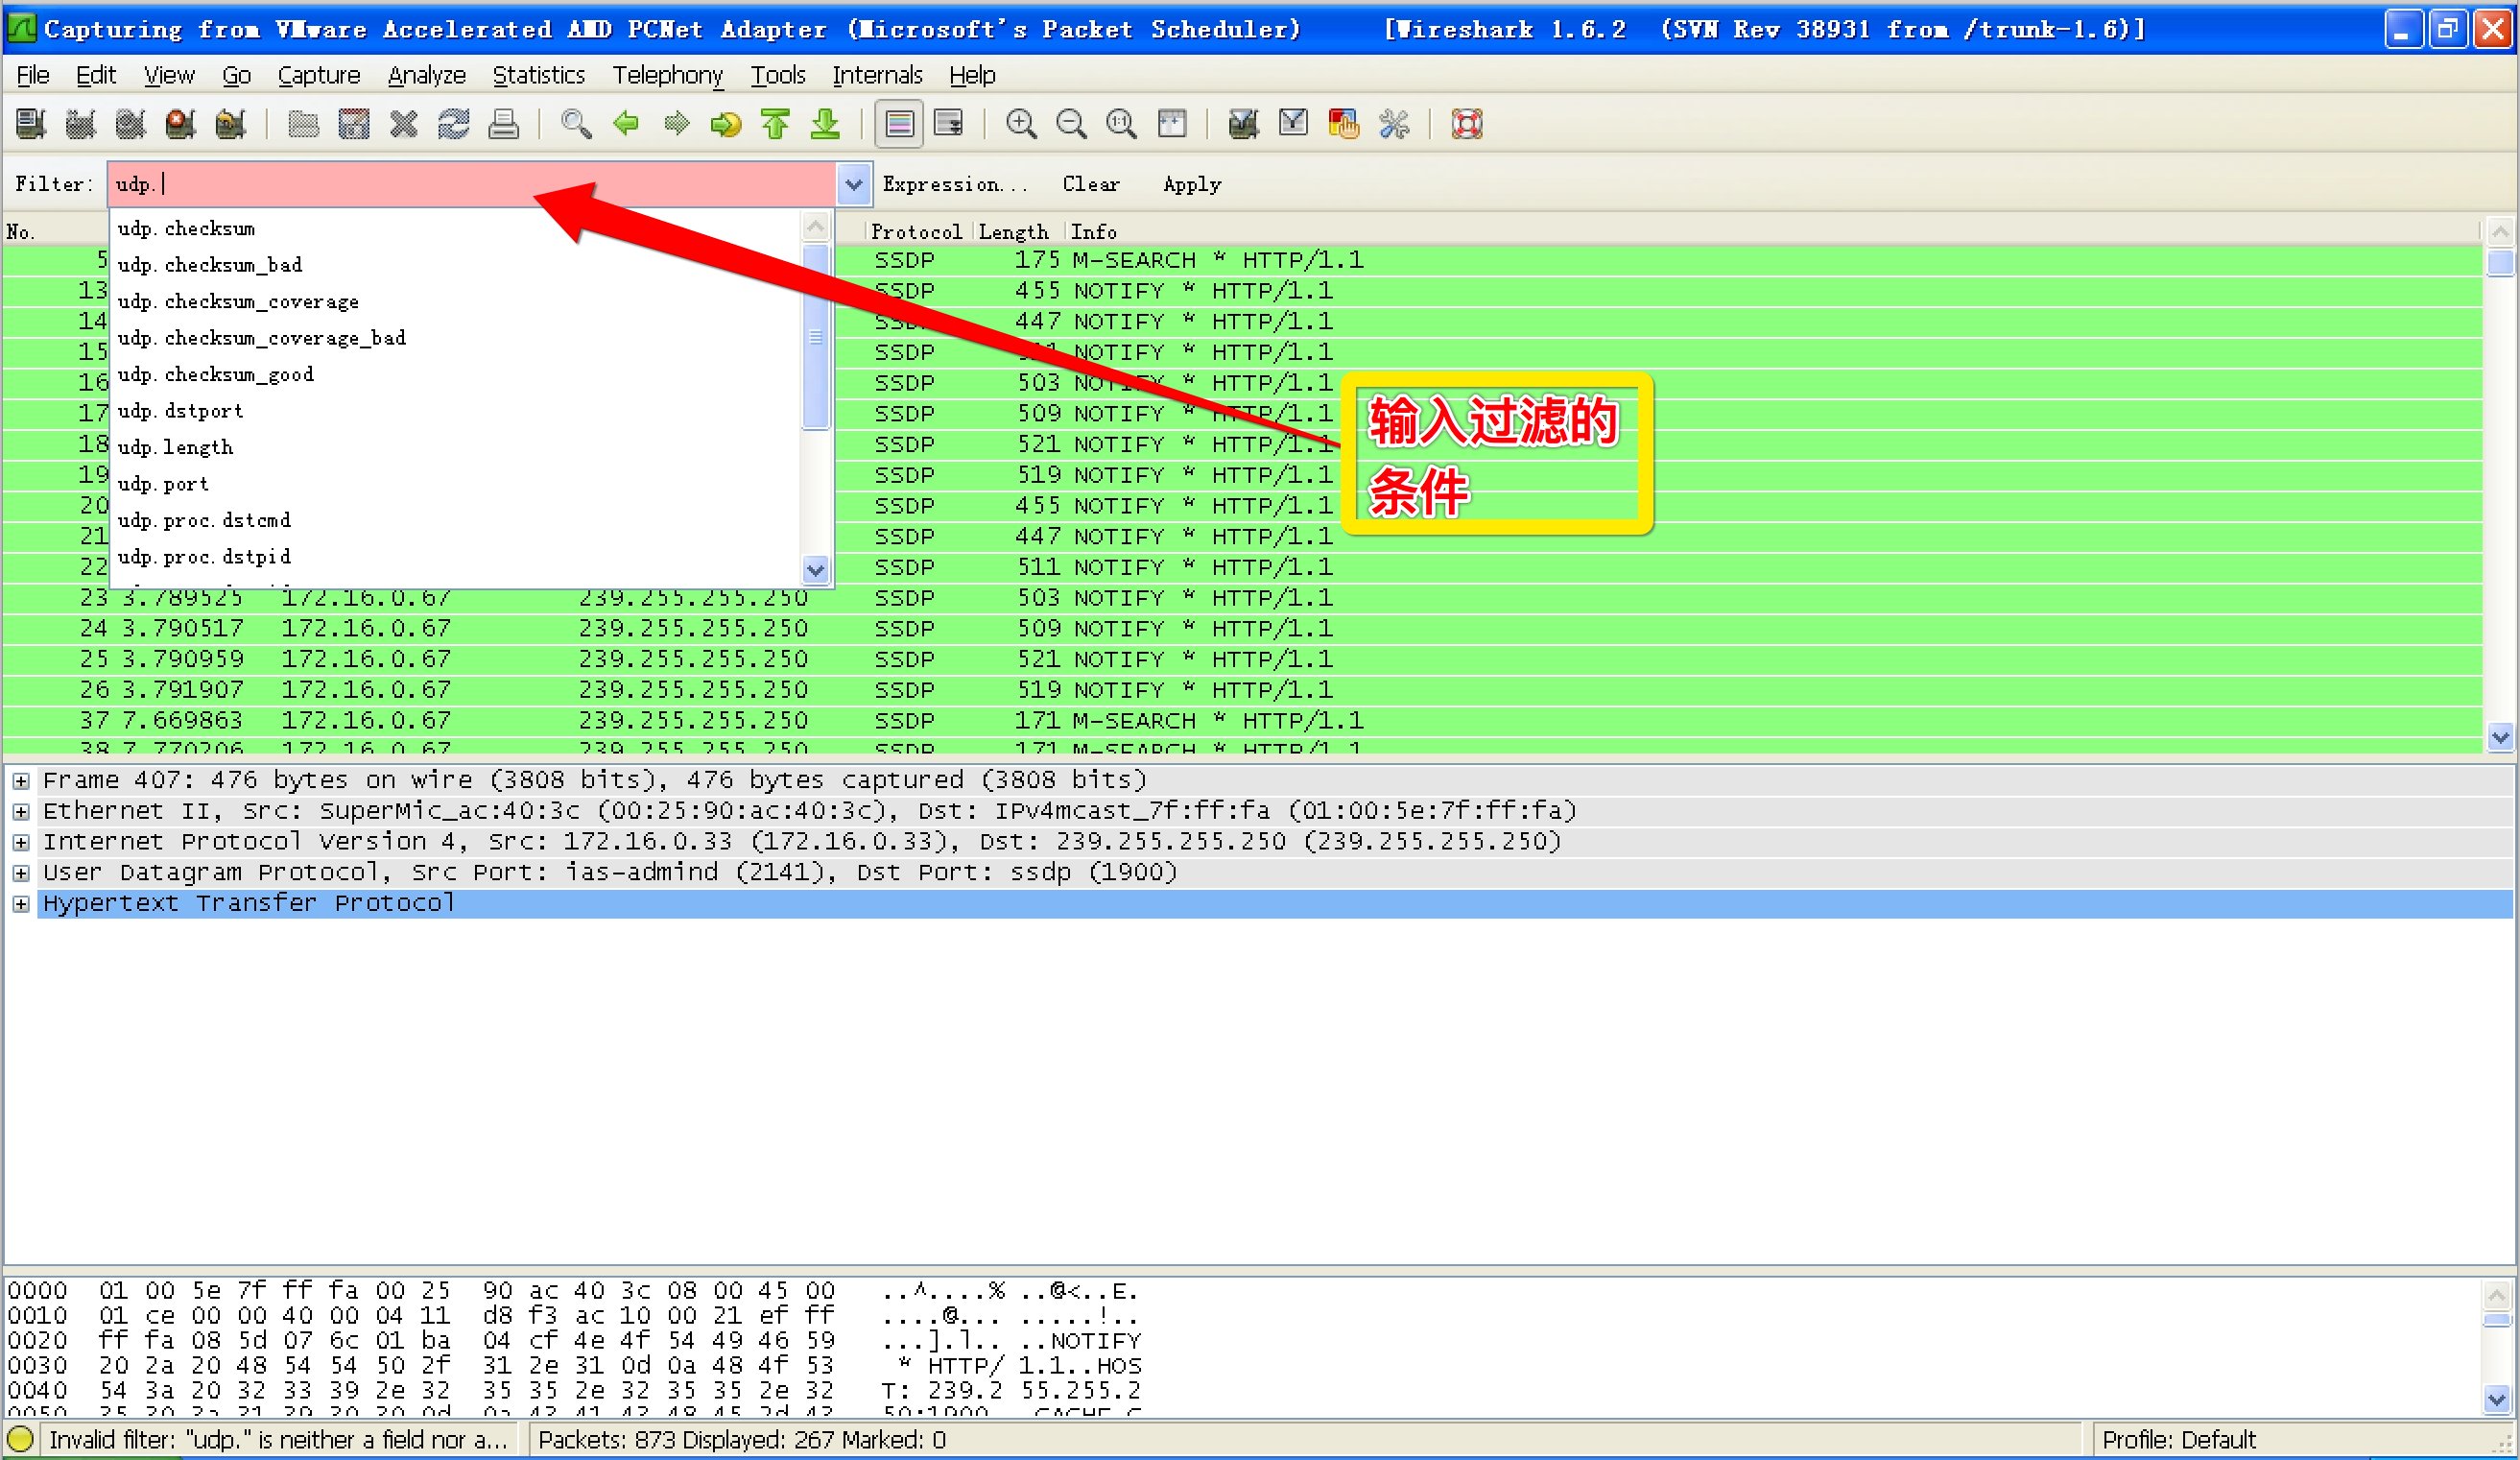 Capturing from VMware Accelerated AMD PCNet Adapter (Microsoft's Packet Scheduler) [Wireshark 1.6.2 (SVN Rev 38931 from /trunk-1.6)]
File Edit View Go Capture Analyze Statistics Telephony Tools Internals Help
Filter: udp. Expression... Clear Apply
udp.checksum
udp.checksum_bad
udp.checksum_coverage
udp.checksum_coverage_bad
udp.checksum_good
udp.dstport
udp.length
udp.port
udp.proc.dstcmd
udp.proc.dstpid
No. Protocol Length Info
5 SSDP 175 M-SEARCH * HTTP/1.1
13 SSDP 455 NOTIFY * HTTP/1.1
14 SSDP 447 NOTIFY * HTTP/1.1
15 SSDP NOTIFY * HTTP/1.1
16 SSDP 503 NOTIFY * HTTP/1.1
17 SSDP 509 NOTIFY * HTTP/1.1
18 SSDP 521 NOTIFY * HTTP/1.1
19 SSDP 519 NOTIFY * HTTP/1.1
20 SSDP 455 NOTIFY * HTTP/1.1
21 SSDP 447 NOTIFY * HTTP/1.1
22 SSDP 511 NOTIFY * HTTP/1.1
23 3.789525 172.16.0.67 239.255.255.250 SSDP 503 NOTIFY * HTTP/1.1
24 3.790517 172.16.0.67 239.255.255.250 SSDP 509 NOTIFY * HTTP/1.1
25 3.790959 172.16.0.67 239.255.255.250 SSDP 521 NOTIFY * HTTP/1.1
26 3.791907 172.16.0.67 239.255.255.250 SSDP 519 NOTIFY * HTTP/1.1
37 7.669863 172.16.0.67 239.255.255.250 SSDP 171 M-SEARCH * HTTP/1.1
38 7.770206 172.16.0.67 239.255.255.250 SSDP 171 M-SEARCH * HTTP/1.1
输入过滤的
条件
Frame 407: 476 bytes on wire (3808 bits), 476 bytes captured (3808 bits)
Ethernet II, Src: SuperMic_ac:40:3c (00:25:90:ac:40:3c), Dst: IPv4mcast_7f:ff:fa (01:00:5e:7f:ff:fa)
Internet Protocol Version 4, Src: 172.16.0.33 (172.16.0.33), Dst: 239.255.255.250 (239.255.255.250)
User Datagram Protocol, Src Port: ias-admind (2141), Dst Port: ssdp (1900)
Hypertext Transfer Protocol
0000 01 00 5e 7f ff fa 00 25 90 ac 40 3c 08 00 45 00 ..^....% ..@<..E.
0010 01 ce 00 00 40 00 04 11 d8 f3 ac 10 00 21 ef ff ....@... .....!..
0020 ff fa 08 5d 07 6c 01 ba 04 cf 4e 4f 54 49 46 59 ...].l.. ..NOTIFY
0030 20 2a 20 48 54 54 50 2f 31 2e 31 0d 0a 48 4f 53 * HTTP/ 1.1..HOS
0040 54 3a 20 32 33 39 2e 32 35 35 2e 32 35 35 2e 32 T: 239.2 55.255.2
0050 35 30 3a 31 39 30 30 0d 0a 43 41 43 48 45 2d 43 50:1900. .CACHE-C
Invalid filter: "udp." is neither a field nor a... Packets: 873 Displayed: 267 Marked: 0 Profile: Default